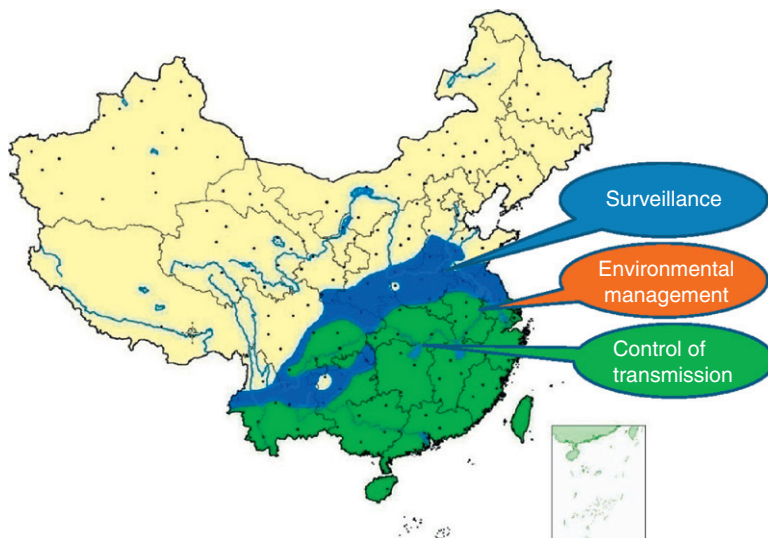 Surveillance
Environmental
management
Control of
transmission